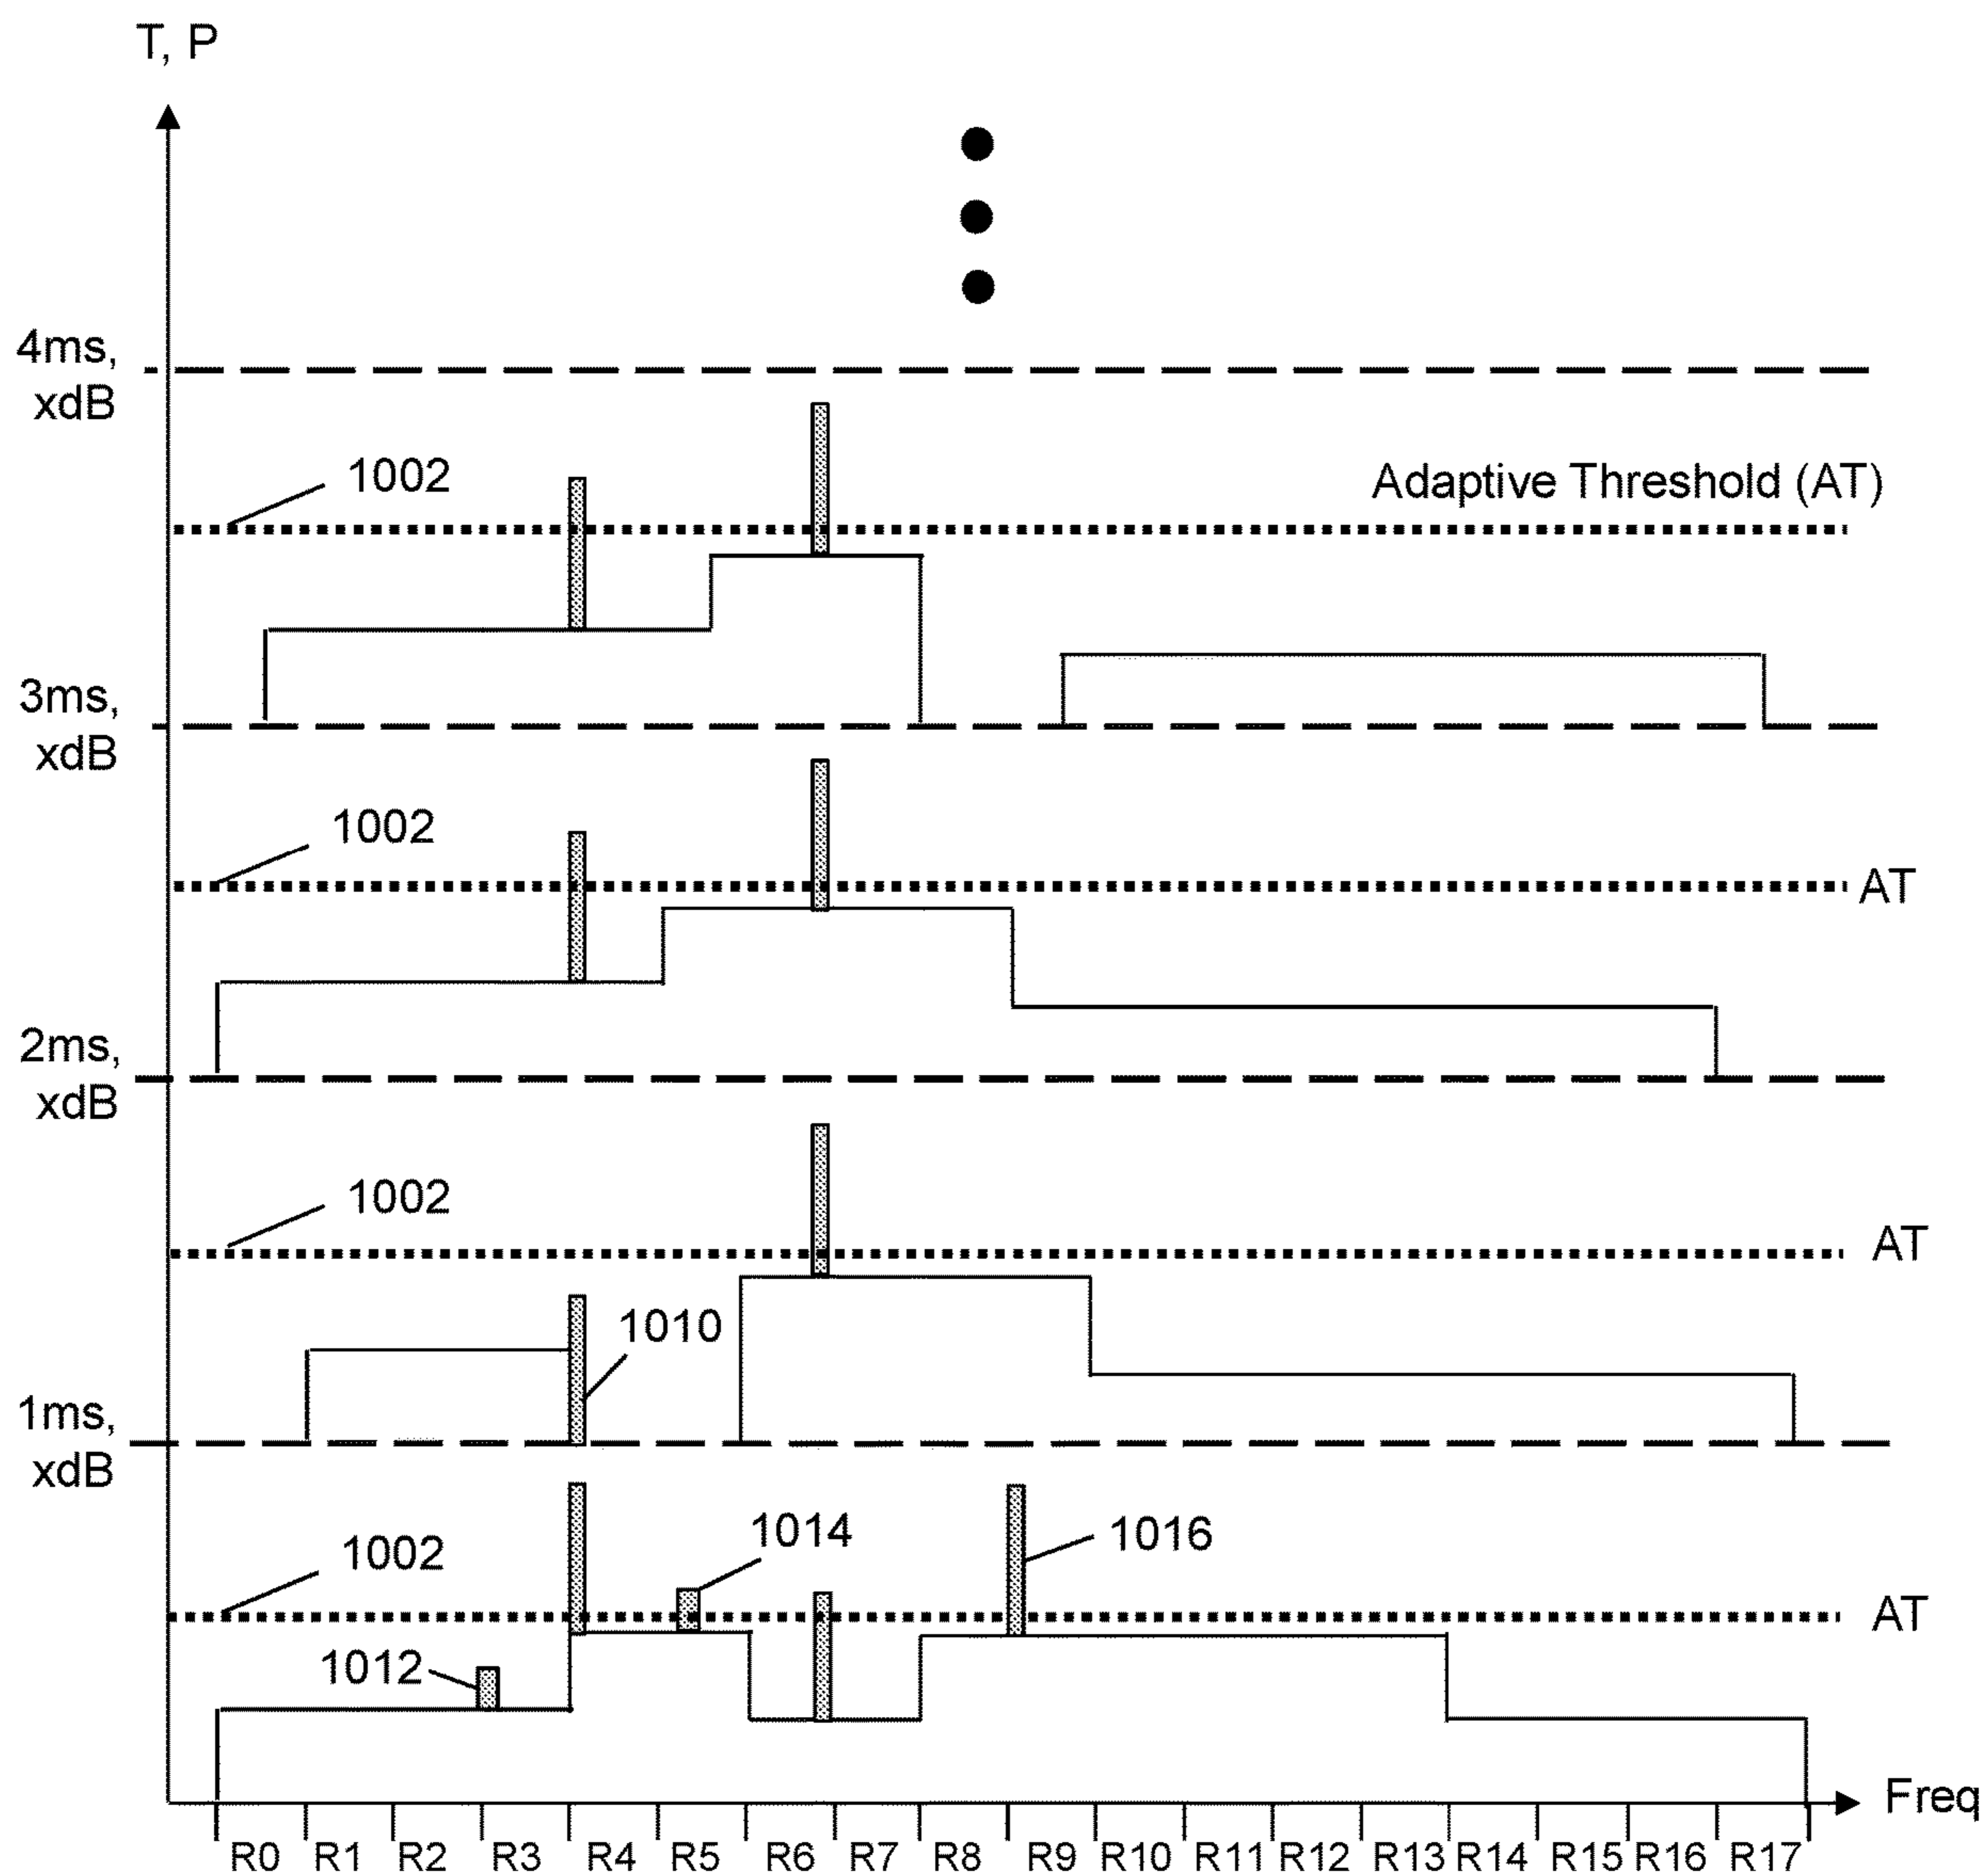 T, P
4ms,
xdB
1002
Adaptive Threshold (AT)
3ms,
xdB
1002
AT
2ms,
xdB
1002
AT
1010
1ms,
xdB
1014
1016
1002
AT
1012
Freq
R0 R1 R2 R3 R4 R5 R6 R7 R8 R9 R10 R11 R12 R13 R14 R15 R16 R17